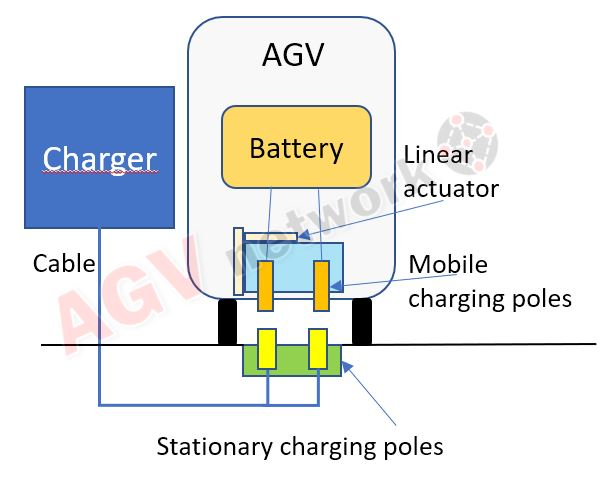 AGV
Charger
Battery
Linear
actuator
Cable
Mobile
charging poles
Stationary charging poles
AGV network